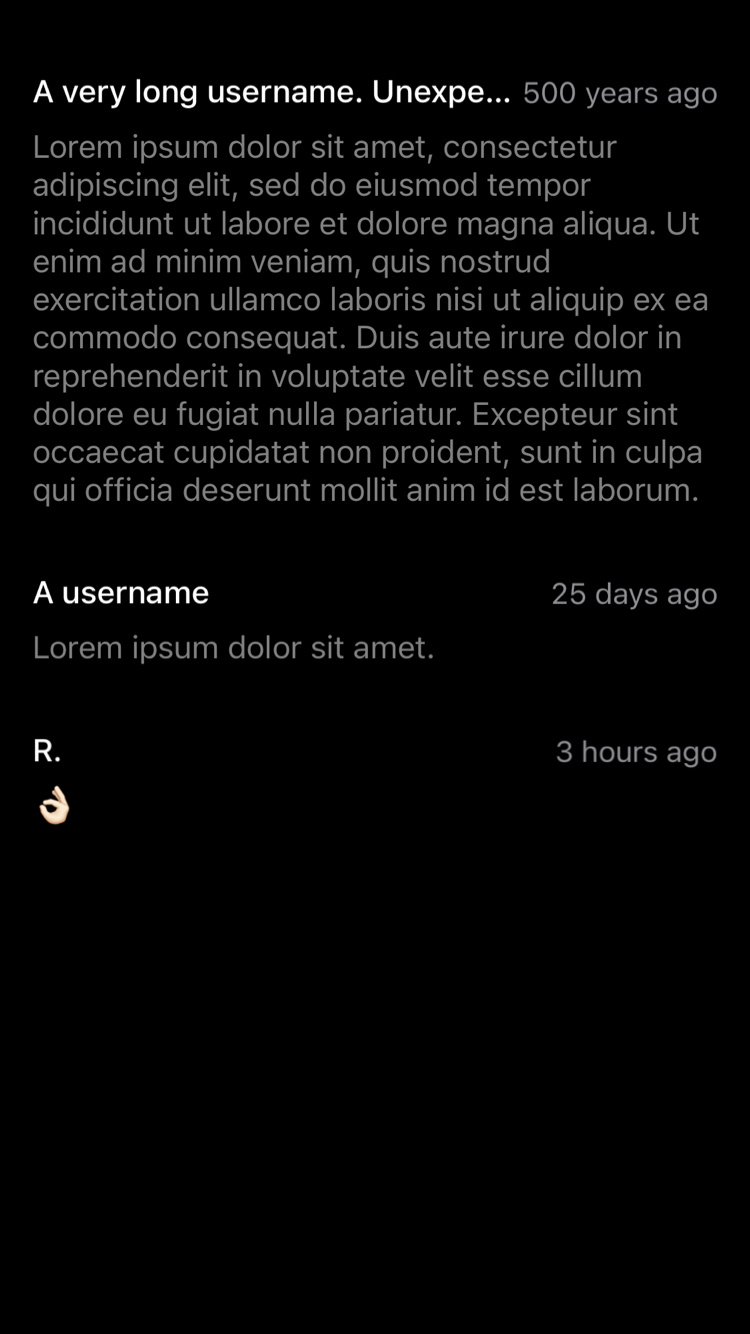 A very long username. Unexpe... 500 years ago
Lorem ipsum dolor sit amet, consectetur
adipiscing elit, sed do eiusmod tempor
incididunt ut labore et dolore magna aliqua. Ut
enim ad minim veniam, quis nostrud
exercitation ullamco laboris nisi ut aliquip ex ea
commodo consequat. Duis aute irure dolor in
reprehenderit in voluptate velit esse cillum
dolore eu fugiat nulla pariatur. Excepteur sint
occaecat cupidatat non proident, sunt in culpa
qui officia deserunt mollit anim id est laborum.
A username 25 days ago
Lorem ipsum dolor sit amet.
R. 3 hours ago
👌🏻